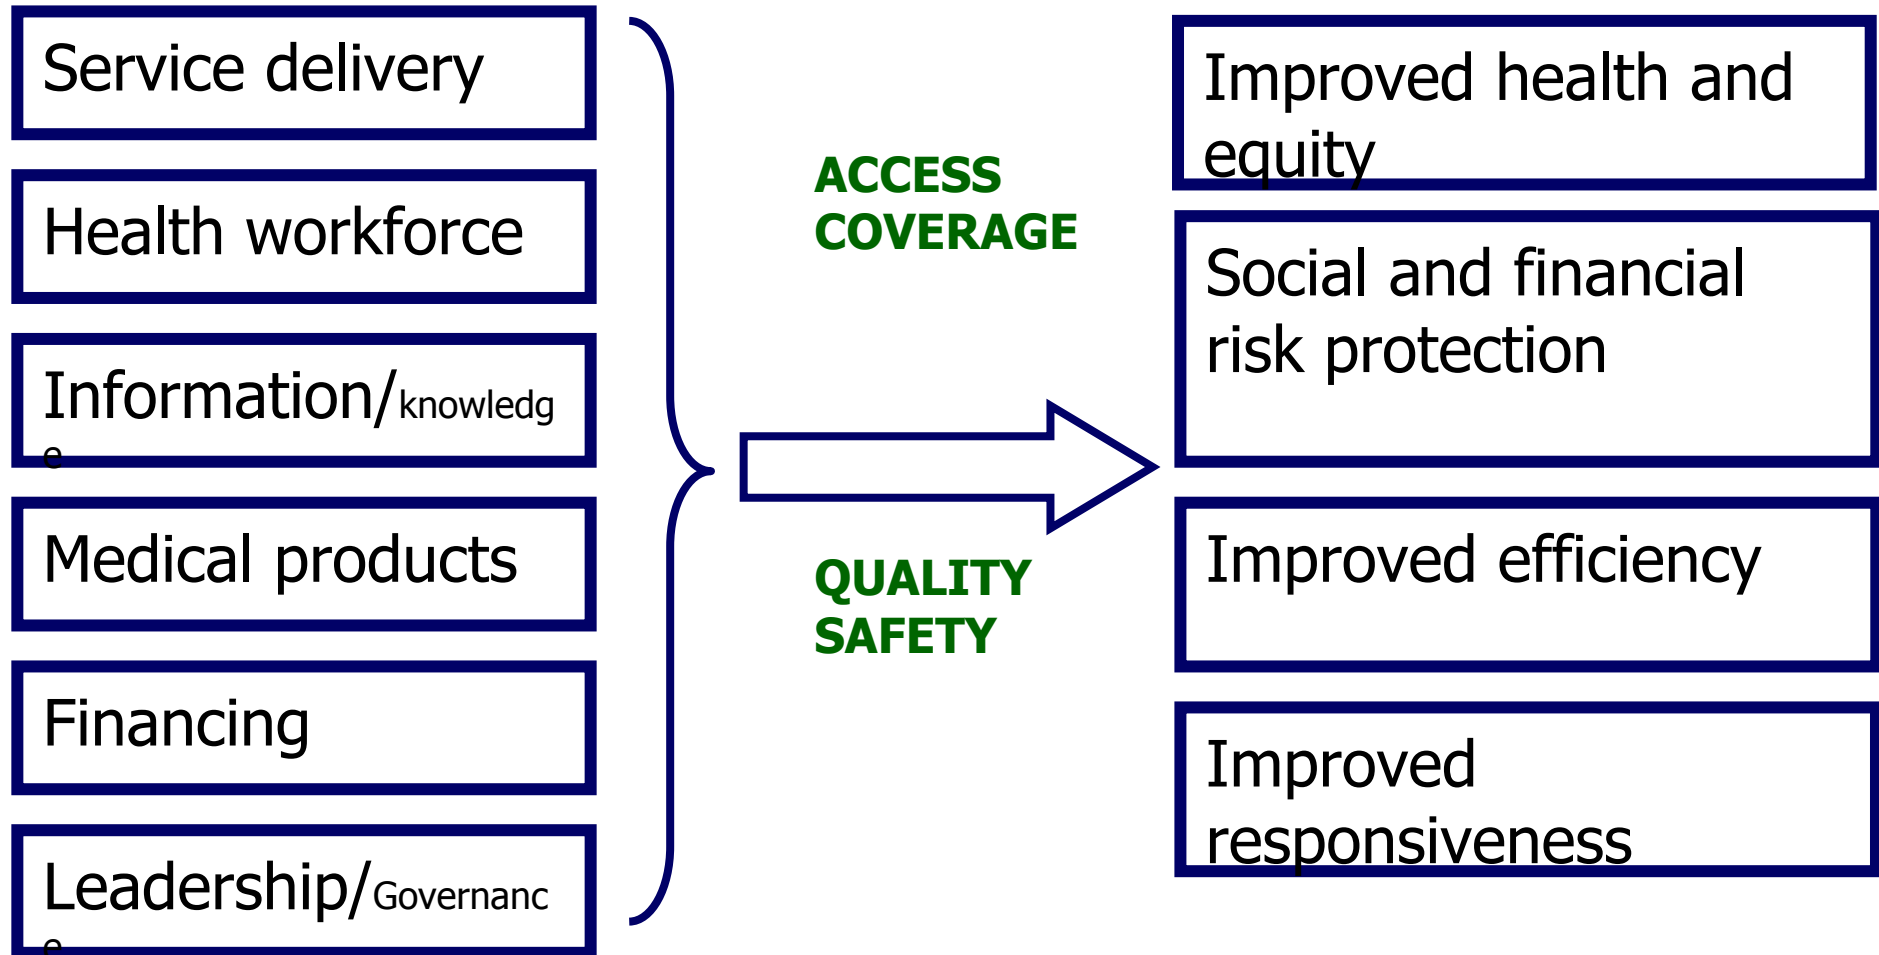 Service delivery
Health workforce
Information/knowledg
e
Medical products
Financing
Leadership/Governanc
e
ACCESS
COVERAGE
QUALITY
SAFETY
Improved health and
equity
Social and financial
risk protection
Improved efficiency
Improved
responsiveness